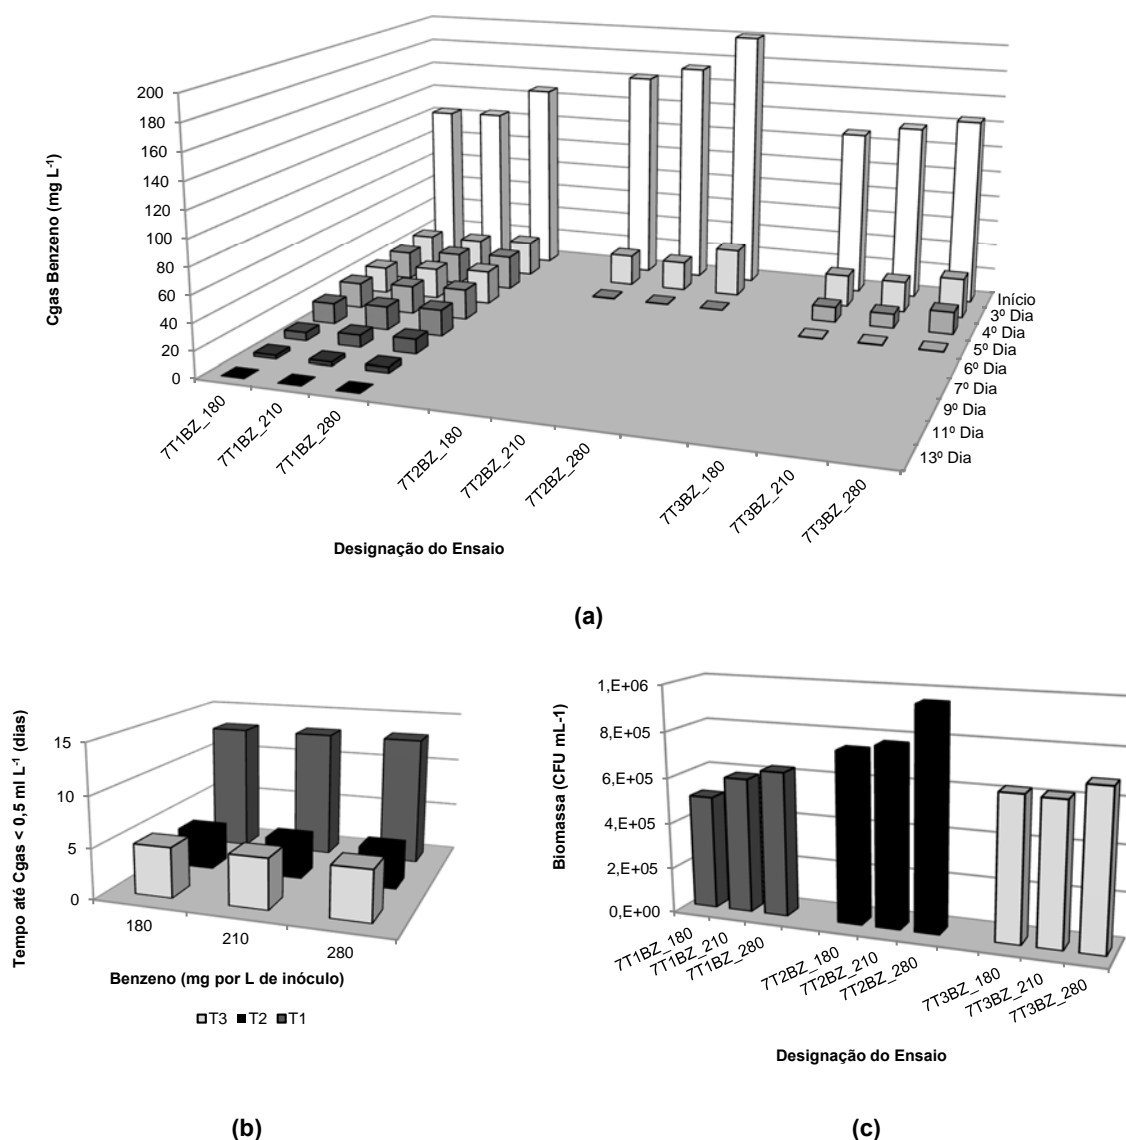 200
180
160
140
120
100
80
60
40
20
0
Cgas Benzeno (mg L-1)
Início
3º Dia
4º Dia
5º Dia
6º Dia
7º Dia
9º Dia
11º Dia
13º Dia
7T1BZ_180
7T1BZ_210
7T1BZ_280
7T2BZ_180
7T2BZ_210
7T2BZ_280
7T3BZ_180
7T3BZ_210
7T3BZ_280
Designação do Ensaio
(a)
15
10
5
0
Tempo até Cgas < 0,5 ml L-1 (dias)
180
210
280
Benzeno (mg por L de inóculo)
T3 T2 T1
(b)
1,E+06
8,E+05
6,E+05
4,E+05
2,E+05
0,E+00
Biomassa (CFU mL-1)
7T1BZ_180
7T1BZ_210
7T1BZ_280
7T2BZ_180
7T2BZ_210
7T2BZ_280
7T3BZ_180
7T3BZ_210
7T3BZ_280
Designação do Ensaio
(c)